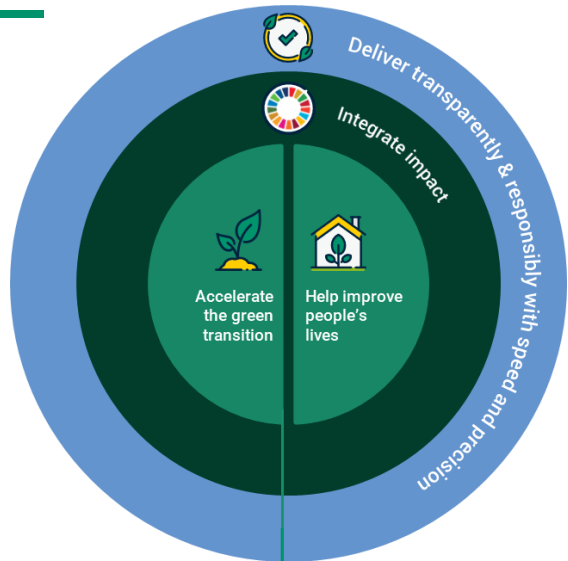 Deliver transparently & responsibly with speed and precision
Integrate impact
Accelerate
the green
transition
Help improve
people's
lives